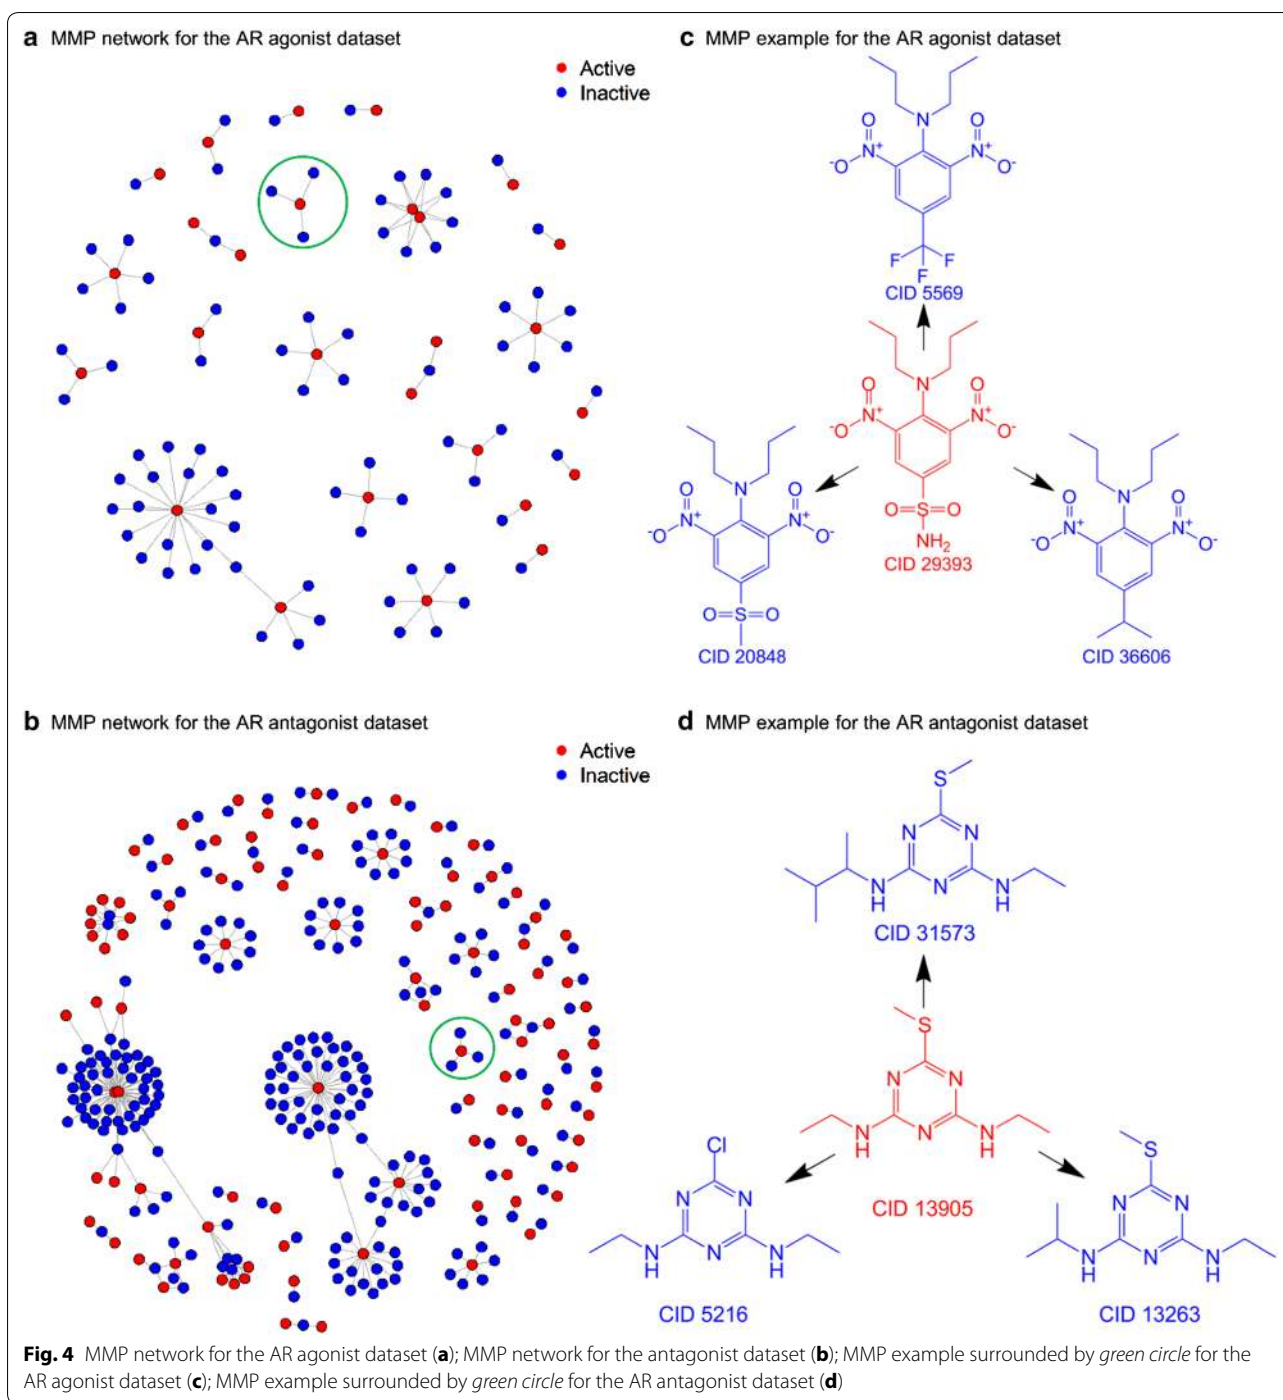 a MMP network for the AR agonist dataset
Active
Inactive
c MMP example for the AR agonist dataset
N
O O
N+ N+
-O O-
F F
F
CID 5569
N
O O
N+ N+
-O O-
O=S=O
NH2
CID 29393
N
O O
N+ N+
-O O-
O=S=O
CID 20848
N
O O
N+ N+
-O O-
CID 36606
b MMP network for the AR antagonist dataset
Active
Inactive
d MMP example for the AR antagonist dataset
S
N N
N N N
H H
CID 31573
S
N N
N N N
H H
CID 13905
Cl
N N
N N N
H H
CID 5216
S
N N
N N N
H H
CID 13263
Fig. 4 MMP network for the AR agonist dataset (a); MMP network for the antagonist dataset (b); MMP example surrounded by green circle for the
AR agonist dataset (c); MMP example surrounded by green circle for the AR antagonist dataset (d)